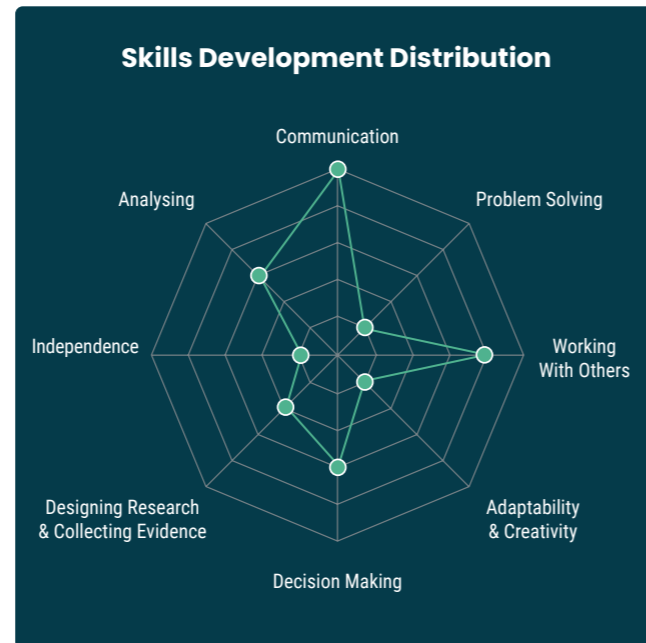 Skills Development Distribution
Communication
Analysing
Problem Solving
Independence
Working
With Others
Designing Research
& Collecting Evidence
Adaptability
& Creativity
Decision Making